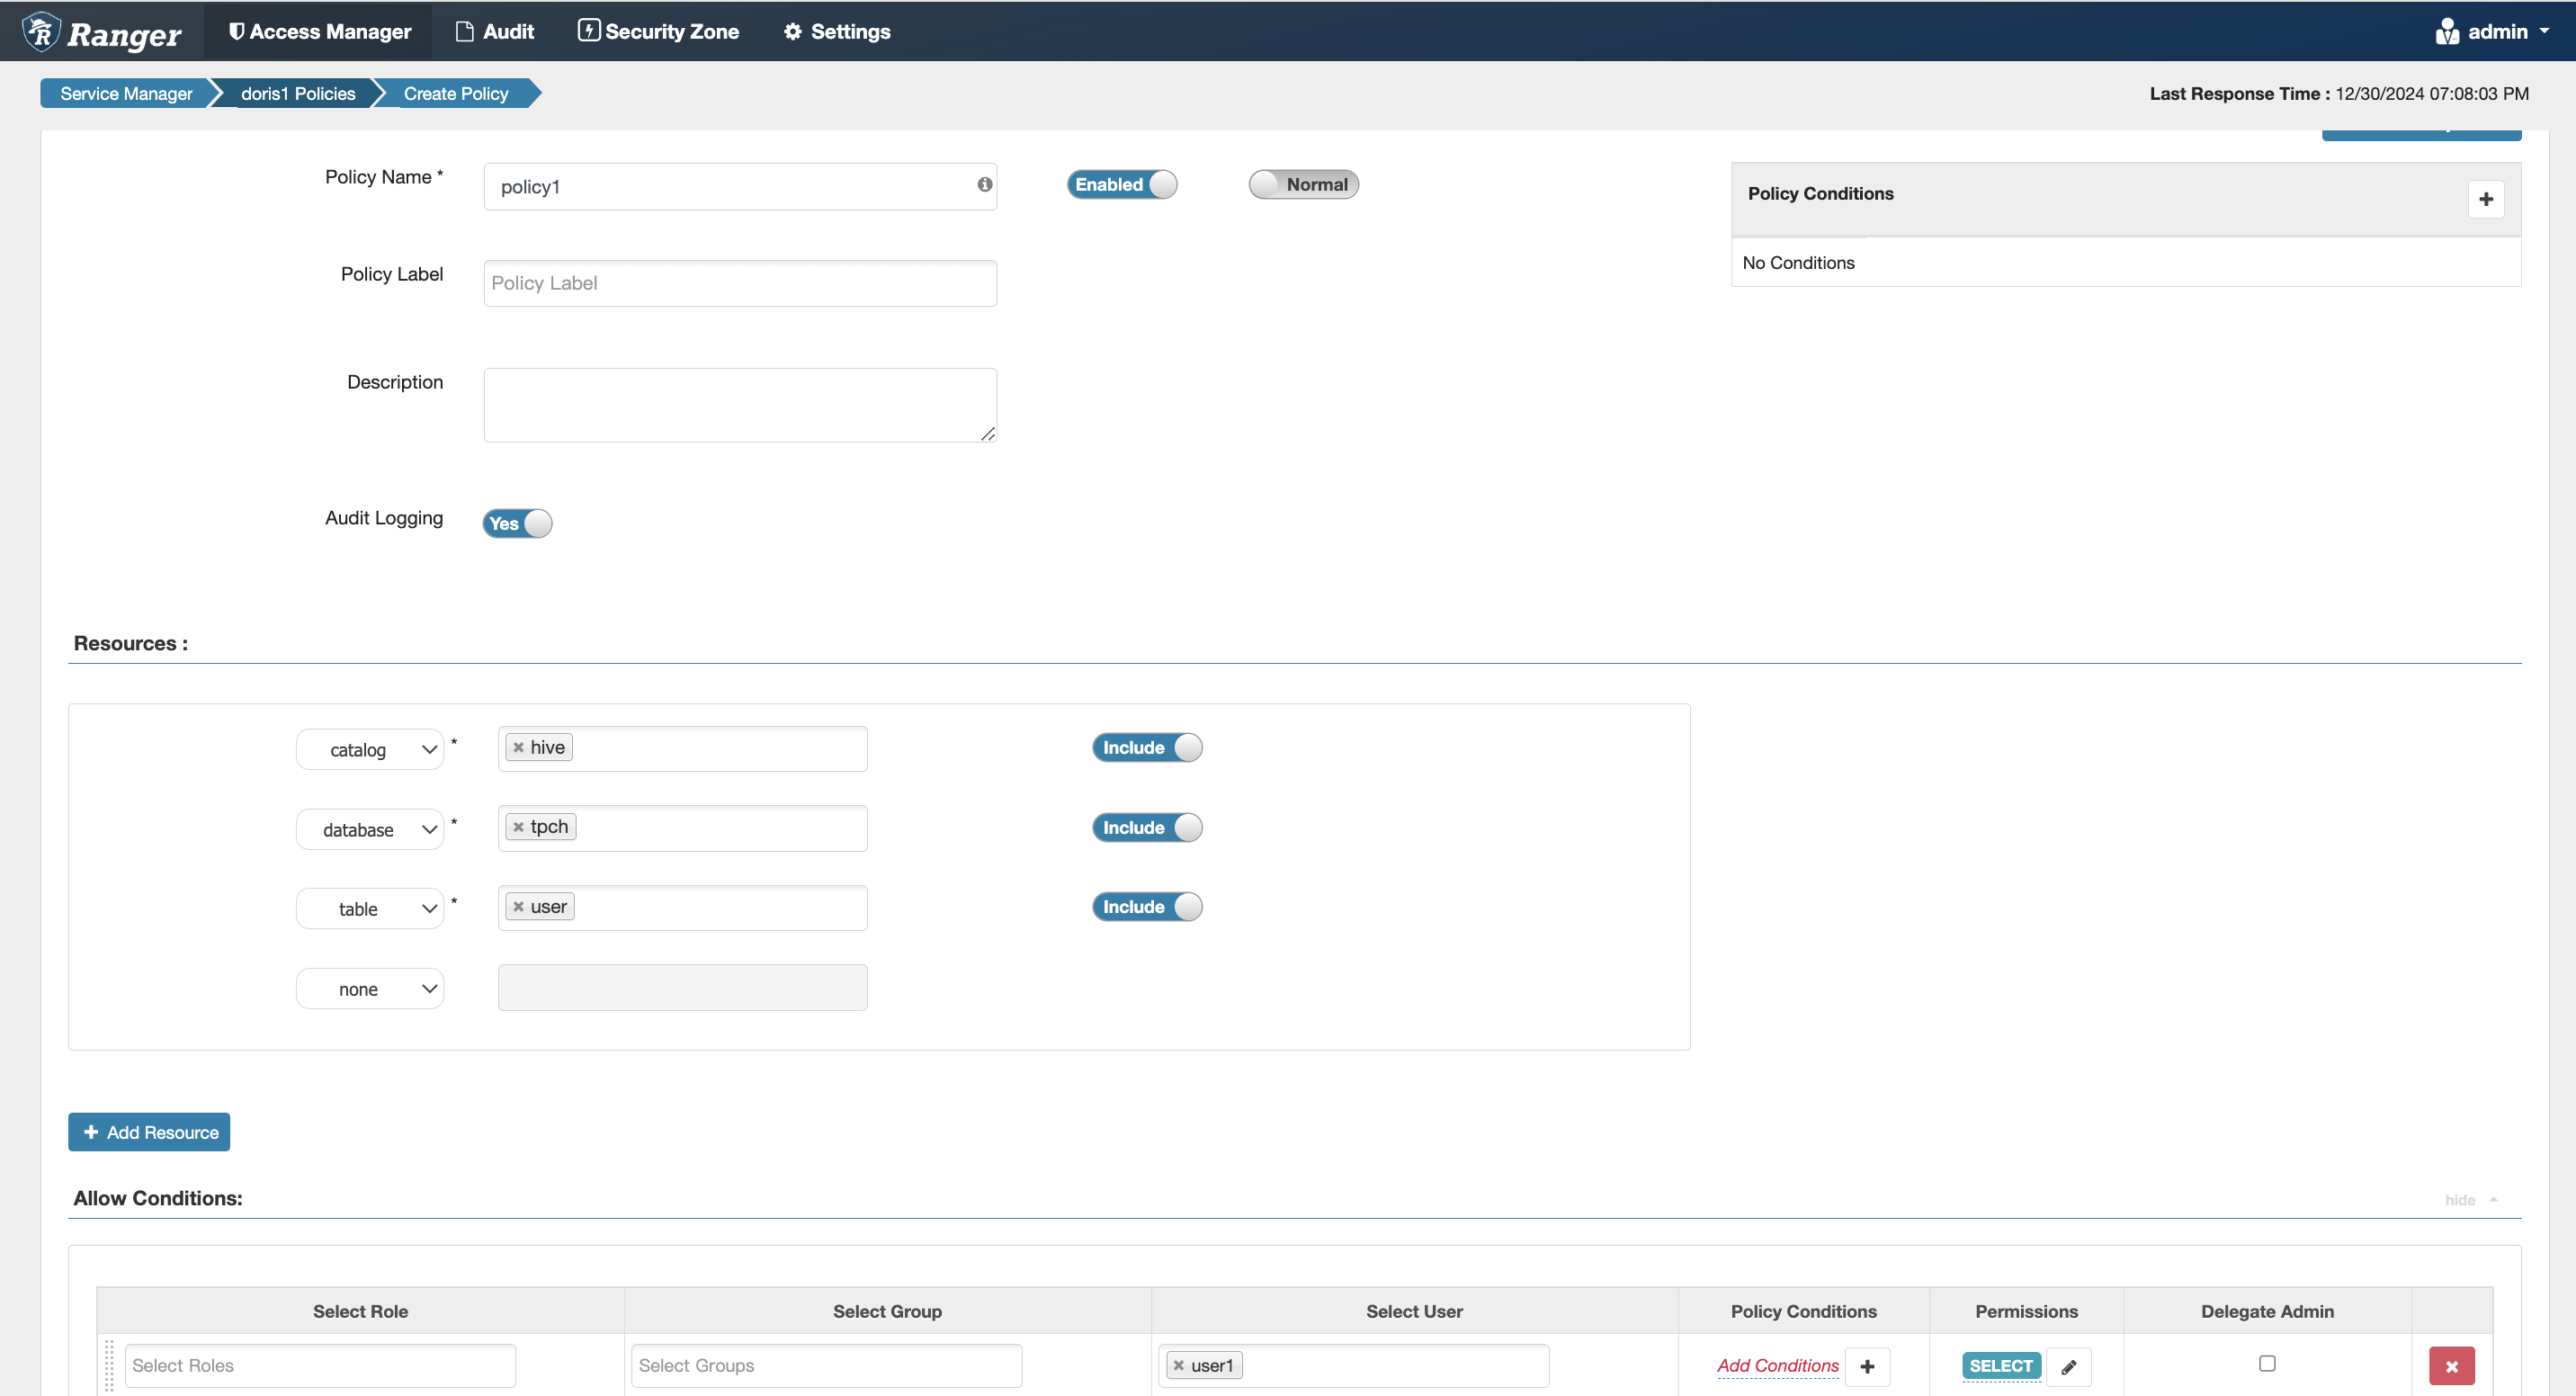 Ranger Access Manager Audit Security Zone Settings admin
Service Manager doris1 Policies Create Policy Last Response Time : 12/30/2024 07:08:03 PM
Policy Name * policy1 Enabled Normal Policy Conditions
No Conditions
Policy Label Policy Label
Description
Audit Logging Yes
Resources :
catalog * hive Include
database * tpch Include
table * user Include
none
Add Resource
Allow Conditions: hide
Select Role Select Group Select User Policy Conditions Permissions Delegate Admin
Select Roles Select Groups user1 Add Conditions SELECT